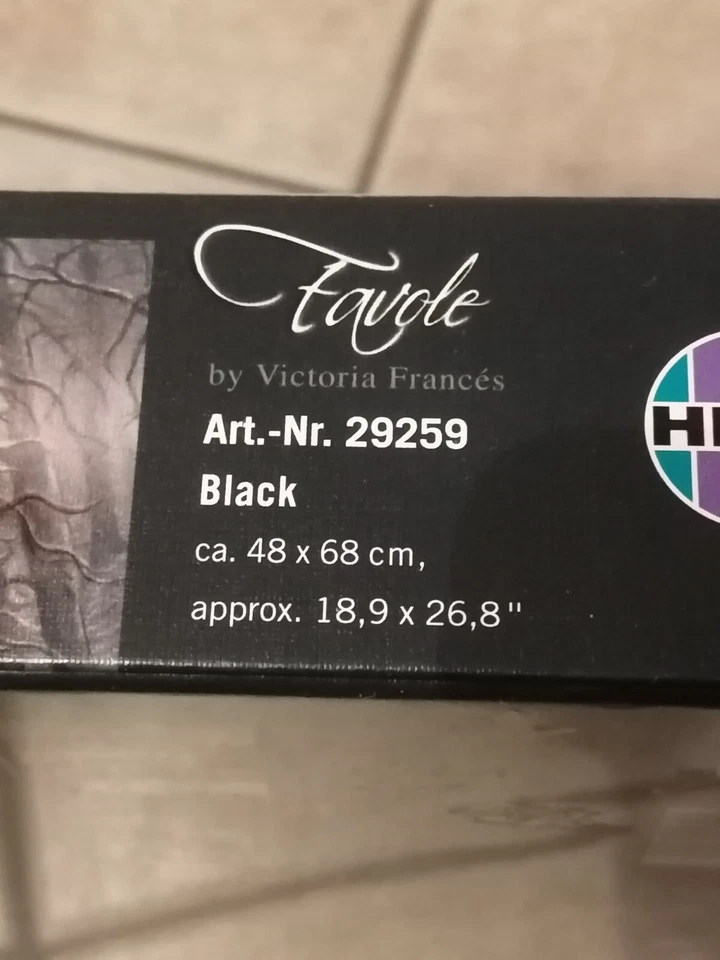 Favole
by Victoria Francés
Art.-Nr. 29259
Black
ca. 48 x 68 cm,
approx. 18,9 x 26,8"